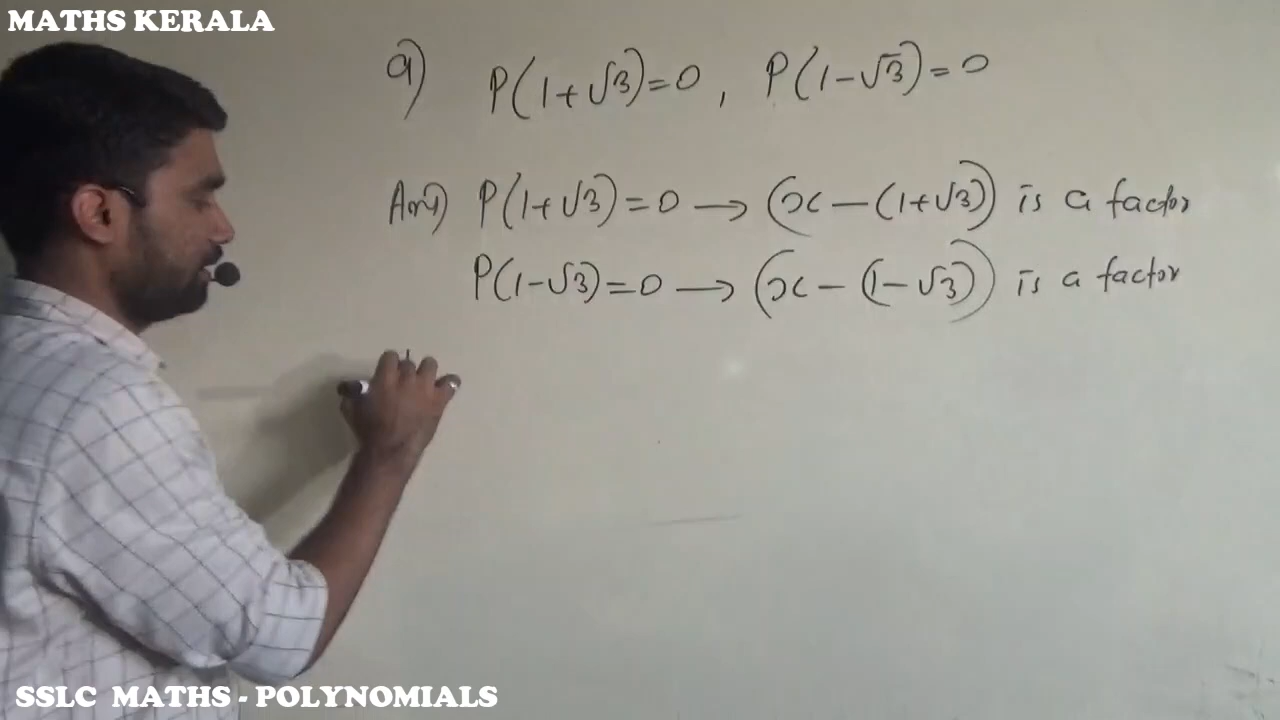 MATHS KERALA
a) P(1+√3)=0, P(1-√3)=0
Ans) P(1+√3)=0 → (x-(1+√3)) is a factor
P(1-√3)=0 → (x-(1-√3)) is a factor
SSLC MATHS - POLYNOMIALS